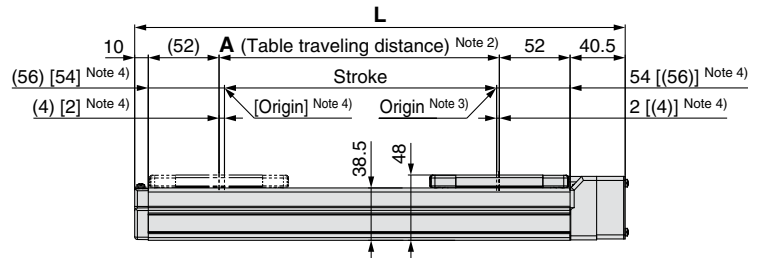 L
10 (52) A (Table traveling distance) Note 2) 52 40.5
(56) [54] Note 4) Stroke 54 [(56)] Note 4)
(4) [2] Note 4) [Origin] Note 4) Origin Note 3) 2 [(4)] Note 4)
38.5
48